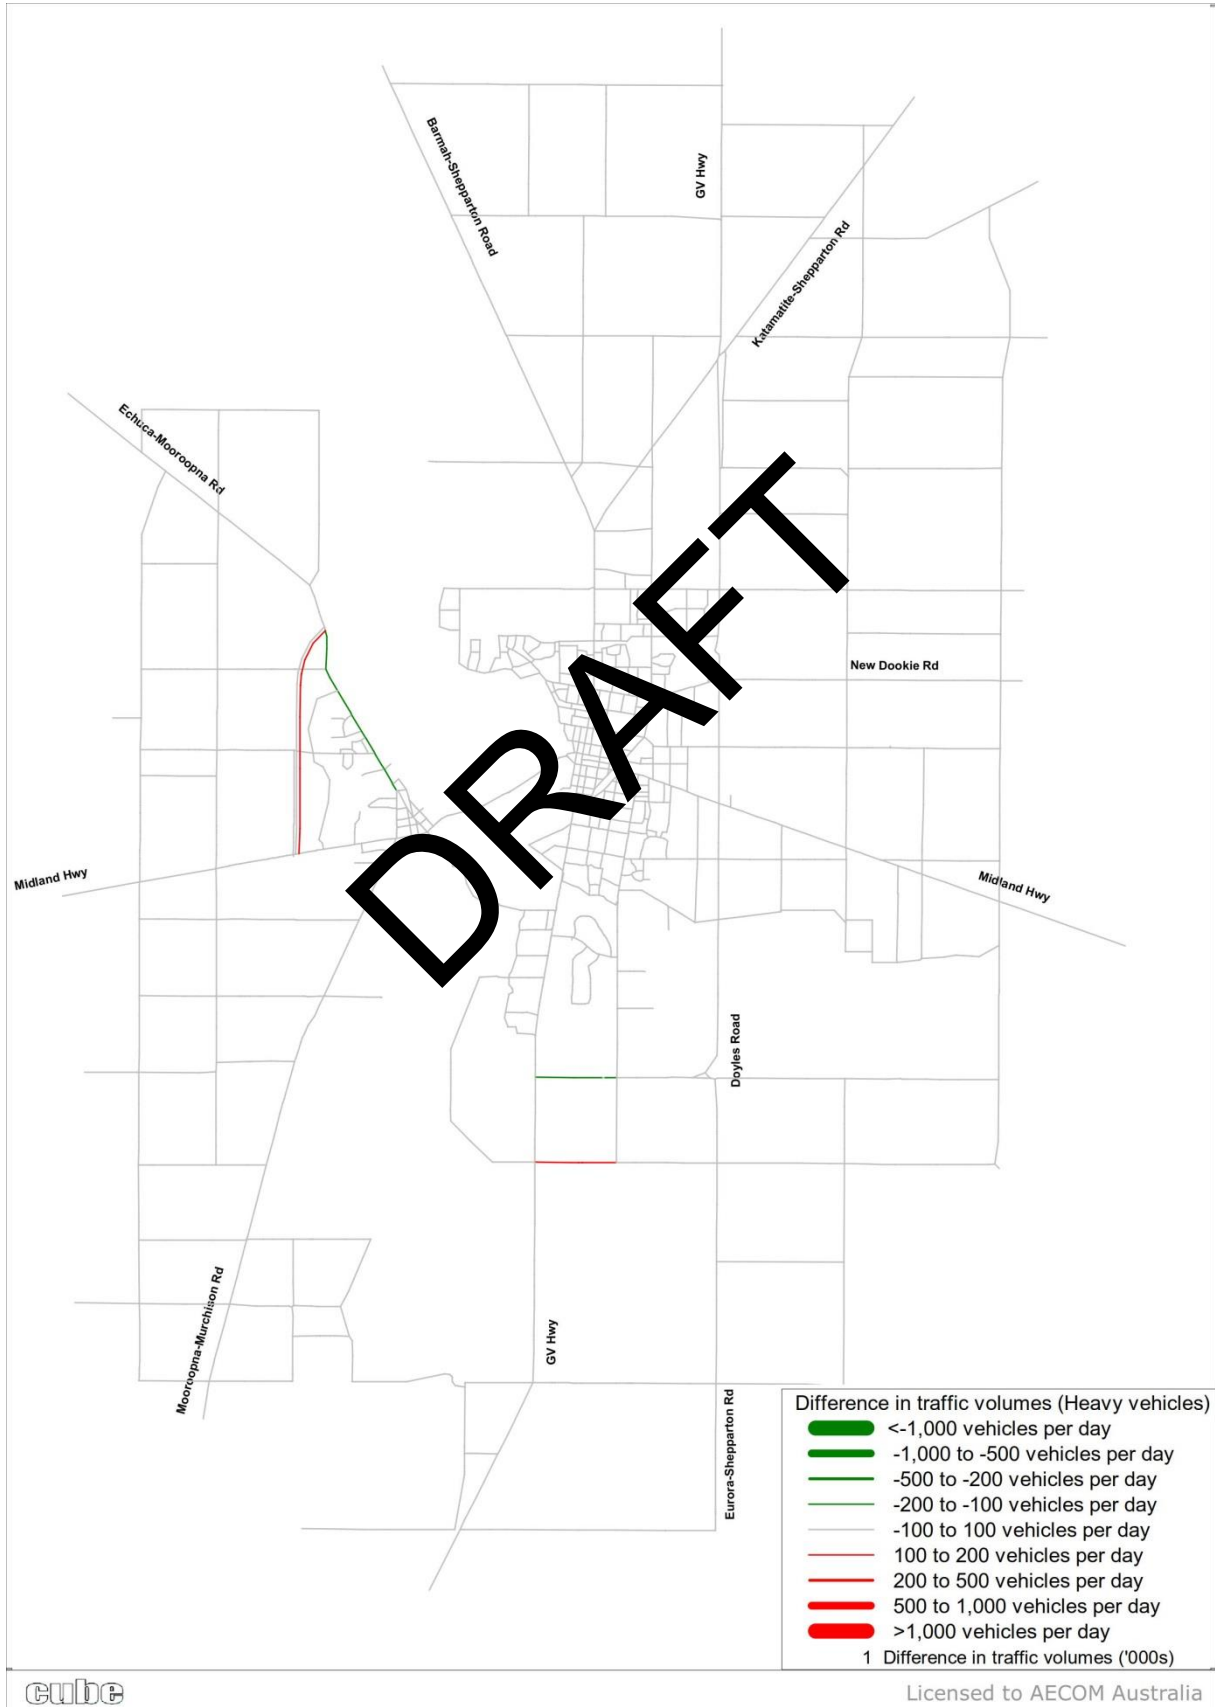 Barmah-Shepparton Road
GV Hwy
Katamatite-Shepparton Rd
Echuca-Mooroopna Rd
New Dookie Rd
DRAFT
Midland Hwy
Midland Hwy
Doyles Road
Mooroopna-Murchison Rd
GV Hwy
Eurora-Shepparton Rd
Difference in traffic volumes (Heavy vehicles)
<-1,000 vehicles per day
-1,000 to -500 vehicles per day
-500 to -200 vehicles per day
-200 to -100 vehicles per day
-100 to 100 vehicles per day
100 to 200 vehicles per day
200 to 500 vehicles per day
500 to 1,000 vehicles per day
>1,000 vehicles per day
1 Difference in traffic volumes ('000s)
cube
Licensed to AECOM Australia